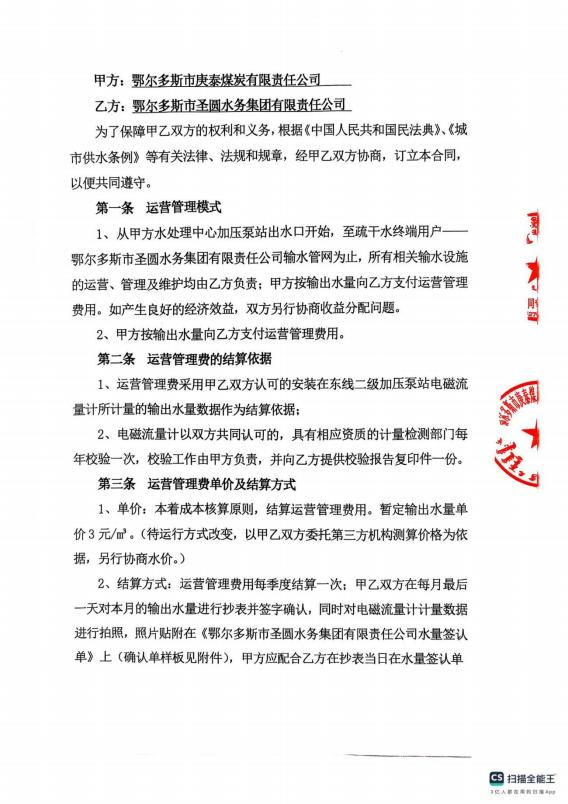 甲方：鄂尔多斯市庚泰煤炭有限责任公司
乙方：鄂尔多斯市圣圆水务集团有限责任公司
为了保障甲乙双方的权利和义务，根据《中国人民共和国民法典》、《城
市供水条例》等有关法律、法规和规章，经甲乙双方协商，订立本合同，
以便共同遵守。
第一条 运营管理模式
1、从甲方水处理中心加压泵站出水口开始，至疏干水终端用户——
鄂尔多斯市圣圆水务集团有限责任公司输水管网为止，所有相关输水设施
的运营、管理及维护均由乙方负责；甲方按输出水量向乙方支付运营管理
费用。如产生良好的经济效益，双方另行协商收益分配问题。
2、甲方按输出水量向乙方支付运营管理费用。
第二条 运营管理费的结算依据
1、运营管理费采用甲乙双方认可的安装在东线二级加压泵站电磁流
量计所计量的输出水量数据作为结算依据；
2、电磁流量计以双方共同认可的，具有相应资质的计量检测部门每
年校验一次，校验工作由甲方负责，并向乙方提供校验报告复印件一份。
第三条 运营管理费单价及结算方式
1、单价：本着成本核算原则，结算运营管理费用。暂定输出水量单
价 3 元/m³。（待运行方式改变，以甲乙双方委托第三方机构测算价格为依
据，另行协商水价。）
2、结算方式：运营管理费用每季度结算一次；甲乙双方在每月最后
一天对本月的输出水量进行抄表并签字确认，同时对电磁流量计计量数据
进行拍照，照片贴附在《鄂尔多斯市圣圆水务集团有限责任公司水量签认
单》上（确认单样板见附件），甲方应配合乙方在抄表当日在水量签认单
CS 扫描全能王
3亿人都在用的扫描App